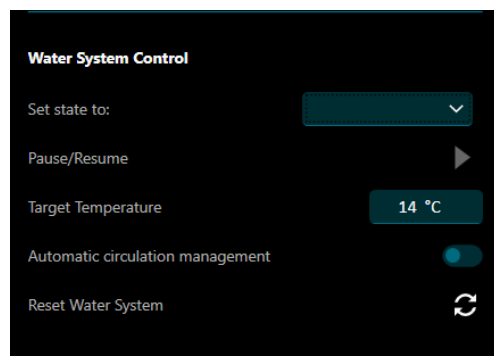 Water System Control
Set state to:
Pause/Resume
Target Temperature
14 °C
Automatic circulation management
Reset Water System